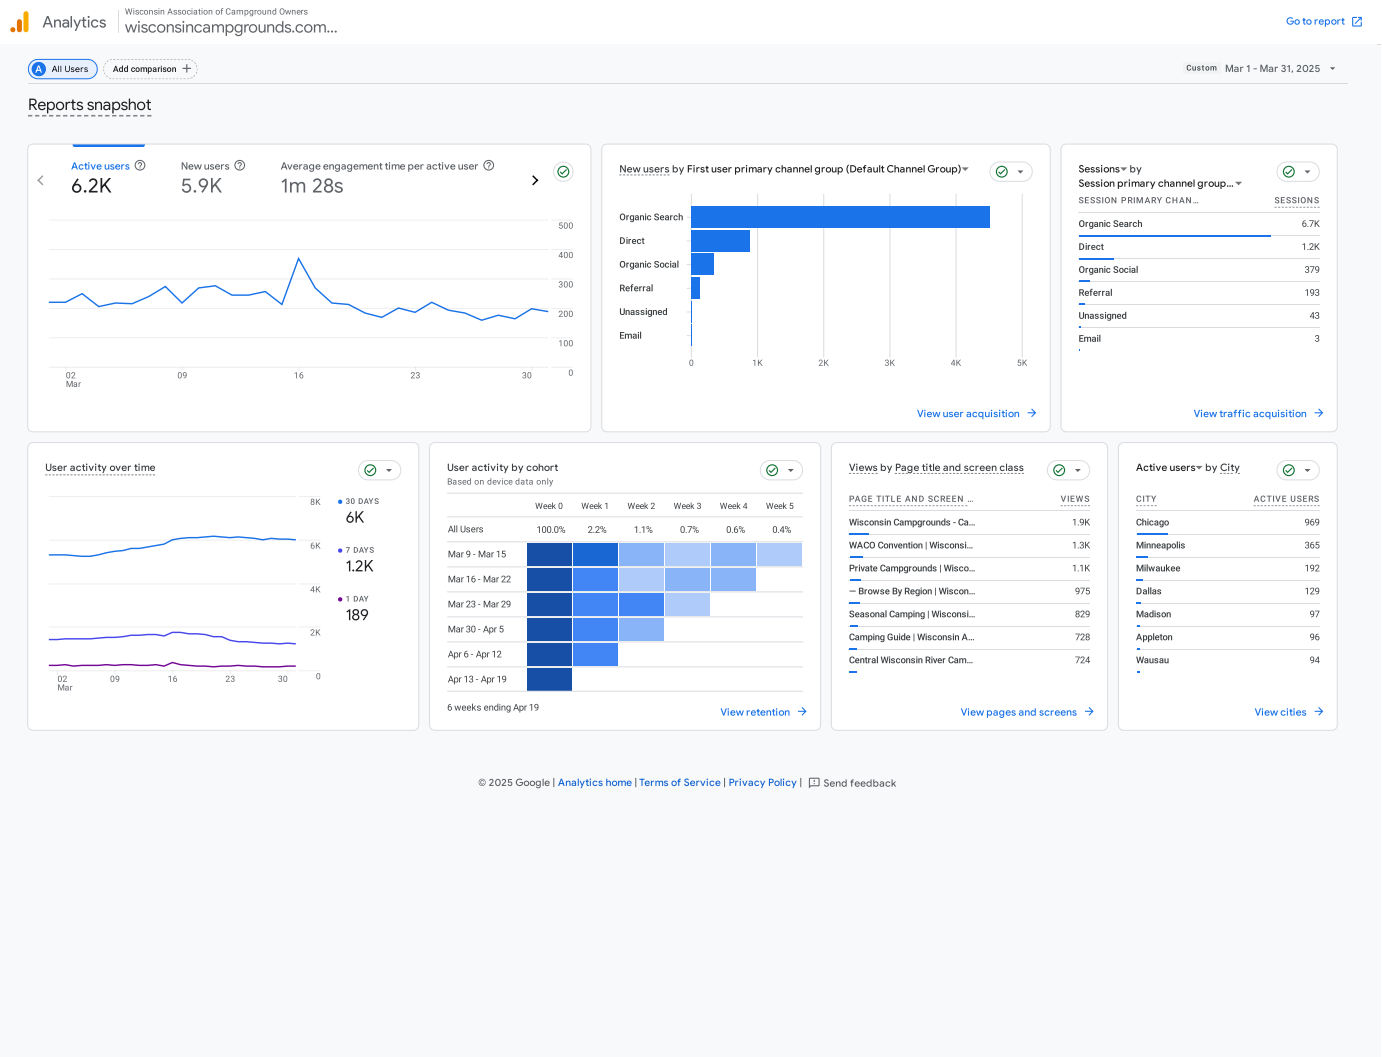 Analytics
Wisconsin Association of Campground Owners
wisconsincampgrounds.com...
Go to report
A All Users
Add comparison
Custom Mar 1 - Mar 31, 2025
Reports snapshot
Active users
6.2K
New users
5.9K
Average engagement time per active user
1m 28s
500
400
300
200
100
0
02
Mar
09
16
23
30
New users by First user primary channel group (Default Channel Group)
Organic Search
Direct
Organic Social
Referral
Unassigned
Email
0 1K 2K 3K 4K 5K
View user acquisition
Sessions by
Session primary channel group...
SESSION PRIMARY CHAN... SESSIONS
Organic Search 6.7K
Direct 1.2K
Organic Social 379
Referral 193
Unassigned 43
Email 3
View traffic acquisition
User activity over time
8K
6K
4K
2K
0
02
Mar
09
16
23
30
30 DAYS
6K
7 DAYS
1.2K
1 DAY
189
User activity by cohort
Based on device data only
Week 0 Week 1 Week 2 Week 3 Week 4 Week 5
All Users 100.0% 2.2% 1.1% 0.7% 0.6% 0.4%
Mar 9 - Mar 15
Mar 16 - Mar 22
Mar 23 - Mar 29
Mar 30 - Apr 5
Apr 6 - Apr 12
Apr 13 - Apr 19
6 weeks ending Apr 19
View retention
Views by Page title and screen class
PAGE TITLE AND SCREEN ... VIEWS
Wisconsin Campgrounds - Ca... 1.9K
WACO Convention | Wisconsi... 1.3K
Private Campgrounds | Wisco... 1.1K
— Browse By Region | Wiscon... 975
Seasonal Camping | Wisconsi... 829
Camping Guide | Wisconsin A... 728
Central Wisconsin River Cam... 724
View pages and screens
Active users by City
CITY ACTIVE USERS
Chicago 969
Minneapolis 365
Milwaukee 192
Dallas 129
Madison 97
Appleton 96
Wausau 94
View cities
© 2025 Google | Analytics home | Terms of Service | Privacy Policy | Send feedback